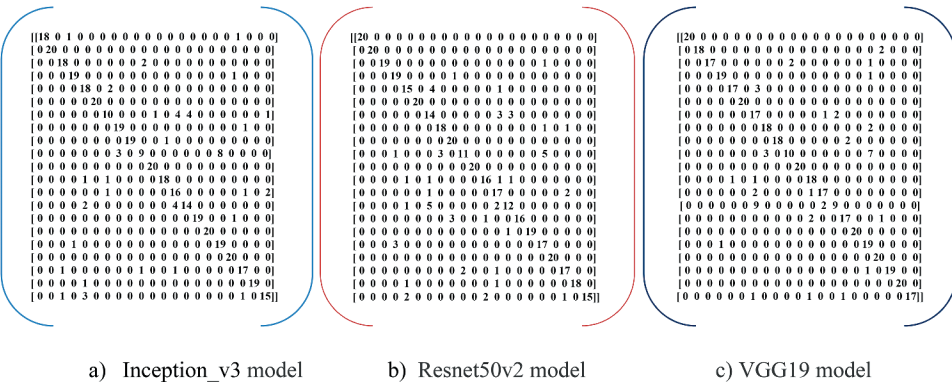 [[18 0 1 0 0 0 0 0 0 0 0 0 0 0 0 0 0 1 0 0 0]
[ 0 20 0 0 0 0 0 0 0 0 0 0 0 0 0 0 0 0 0 0 0]
[ 0 0 18 0 0 0 0 0 0 2 0 0 0 0 0 0 0 0 0 0 0]
[ 0 0 0 19 0 0 0 0 0 0 0 0 0 0 0 0 0 1 0 0 0]
[ 0 0 0 0 18 0 2 0 0 0 0 0 0 0 0 0 0 0 0 0 0]
[ 0 0 0 0 0 20 0 0 0 0 0 0 0 0 0 0 0 0 0 0 0]
[ 0 0 0 0 0 0 10 0 0 0 1 0 4 4 0 0 0 0 0 0 1]
[ 0 0 0 0 0 0 0 19 0 0 0 0 0 0 0 0 0 0 1 0 0]
[ 0 0 0 0 0 0 0 0 19 0 0 1 0 0 0 0 0 0 0 0 0]
[ 0 0 0 0 0 0 0 3 0 9 0 0 0 0 0 0 8 0 0 0 0]
[ 0 0 0 0 0 0 0 0 0 0 20 0 0 0 0 0 0 0 0 0 0]
[ 0 0 0 0 1 0 1 0 0 0 0 18 0 0 0 0 0 0 0 0 0]
[ 0 0 0 0 0 0 1 0 0 0 0 0 16 0 0 0 0 0 1 0 2]
[ 0 0 0 0 2 0 0 0 0 0 0 0 4 14 0 0 0 0 0 0 0]
[ 0 0 0 0 0 0 0 0 0 0 0 0 0 0 19 0 0 1 0 0 0]
[ 0 0 0 0 0 0 0 0 0 0 0 0 0 0 0 20 0 0 0 0 0]
[ 0 0 0 1 0 0 0 0 0 0 0 0 0 0 0 0 19 0 0 0 0]
[ 0 0 0 0 0 0 0 0 0 0 0 0 0 0 0 0 0 20 0 0 0]
[ 0 0 1 0 0 0 0 0 0 1 0 0 1 0 0 0 0 0 17 0 0]
[ 0 0 0 0 1 0 0 0 0 0 0 0 0 0 0 0 0 0 0 19 0]
[ 0 0 1 0 3 0 0 0 0 0 0 0 0 0 0 0 0 0 0 1 15]]
a) Inception_v3 model
[[20 0 0 0 0 0 0 0 0 0 0 0 0 0 0 0 0 0 0 0 0]
[ 0 20 0 0 0 0 0 0 0 0 0 0 0 0 0 0 0 0 0 0 0]
[ 0 0 19 0 0 0 0 0 0 0 0 0 0 0 0 0 1 0 0 0 0]
[ 0 0 0 19 0 0 0 0 1 0 0 0 0 0 0 0 0 0 0 0 0]
[ 0 0 0 0 15 0 4 0 0 0 0 0 1 0 0 0 0 0 0 0 0]
[ 0 0 0 0 0 20 0 0 0 0 0 0 0 0 0 0 0 0 0 0 0]
[ 0 0 0 0 0 0 14 0 0 0 0 0 3 3 0 0 0 0 0 0 0]
[ 0 0 0 0 0 0 0 18 0 0 0 0 0 0 0 0 1 0 1 0 0]
[ 0 0 0 0 0 0 0 0 20 0 0 0 0 0 0 0 0 0 0 0 0]
[ 0 0 0 1 0 0 0 3 0 11 0 0 0 0 0 0 5 0 0 0 0]
[ 0 0 0 0 0 0 0 0 0 0 20 0 0 0 0 0 0 0 0 0 0]
[ 0 0 0 0 1 0 1 0 0 0 0 16 1 1 0 0 0 0 0 0 0]
[ 0 0 0 0 0 0 1 0 0 0 0 0 17 0 0 0 0 0 2 0 0]
[ 0 0 0 0 1 0 5 0 0 0 0 0 2 12 0 0 0 0 0 0 0]
[ 0 0 0 0 0 0 0 0 3 0 0 0 1 0 16 0 0 0 0 0 0]
[ 0 0 0 0 0 0 0 0 0 0 0 0 0 1 0 19 0 0 0 0 0]
[ 0 0 0 3 0 0 0 0 0 0 0 0 0 0 0 0 17 0 0 0 0]
[ 0 0 0 0 0 0 0 0 0 0 0 0 0 0 0 0 0 20 0 0 0]
[ 0 0 0 0 0 0 0 0 0 2 0 0 1 0 0 0 0 0 17 0 0]
[ 0 0 0 0 1 0 0 0 0 0 0 0 1 0 0 0 0 0 0 18 0]
[ 0 0 0 0 2 0 0 0 0 0 0 2 0 0 0 0 0 0 0 1 15]]
b) Resnet50v2 model
[[20 0 0 0 0 0 0 0 0 0 0 0 0 0 0 0 0 0 0 0 0]
[ 0 18 0 0 0 0 0 0 0 0 0 0 0 0 0 0 0 2 0 0 0]
[ 0 0 17 0 0 0 0 0 0 2 0 0 0 0 0 0 1 0 0 0 0]
[ 0 0 0 19 0 0 0 0 0 0 0 0 0 0 0 0 1 0 0 0 0]
[ 0 0 0 0 17 0 3 0 0 0 0 0 0 0 0 0 0 0 0 0 0]
[ 0 0 0 0 0 20 0 0 0 0 0 0 0 0 0 0 0 0 0 0 0]
[ 0 0 0 0 0 0 17 0 0 0 0 0 1 2 0 0 0 0 0 0 0]
[ 0 0 0 0 0 0 0 18 0 0 0 0 0 0 0 0 2 0 0 0 0]
[ 0 0 0 0 0 0 0 0 18 0 0 0 0 0 2 0 0 0 0 0 0]
[ 0 0 0 0 0 0 0 3 0 10 0 0 0 0 0 0 7 0 0 0 0]
[ 0 0 0 0 0 0 0 0 0 0 20 0 0 0 0 0 0 0 0 0 0]
[ 0 0 0 0 1 0 1 0 0 0 0 18 0 0 0 0 0 0 0 0 0]
[ 0 0 0 0 0 0 2 0 0 0 0 1 17 0 0 0 0 0 0 0 0]
[ 0 0 0 0 0 0 9 0 0 0 0 0 2 9 0 0 0 0 0 0 0]
[ 0 0 0 0 0 0 0 0 0 0 0 0 0 2 17 0 0 1 0 0 0]
[ 0 0 0 0 0 0 0 0 0 0 0 0 0 0 0 20 0 0 0 0 0]
[ 0 0 0 1 0 0 0 0 0 0 0 0 0 0 0 0 19 0 0 0 0]
[ 0 0 0 0 0 0 0 0 0 0 0 0 0 0 0 0 0 20 0 0 0]
[ 0 0 0 0 0 0 0 0 0 0 0 0 0 0 0 0 1 0 19 0 0]
[ 0 0 0 0 0 0 0 0 0 0 0 0 0 0 0 0 0 0 0 20 0]
[ 0 0 0 0 0 0 1 0 0 0 0 1 0 0 1 0 0 0 0 0 17]]
c) VGG19 model